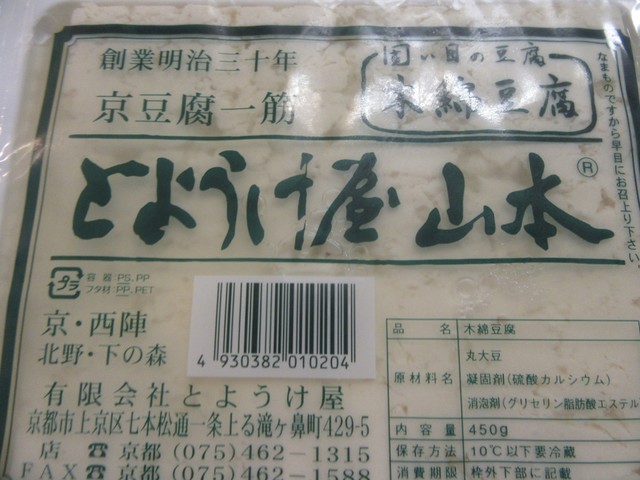 創業明治三十年
京豆腐一筋
固い目の豆腐
木綿豆腐
なまものですから早目にお召上り下さい。
とようけ屋 山本®
プラ
容器:PS,PP
フタ材:PP,PET
4 930382 010204
京・西陣
北野・下の森
有限会社とようけ屋
京都市上京区七本松通一条上る滝ヶ鼻町429-5
店 ☎ 京都 (075)462-1315
FAX ☎ 京都 (075)462-1588
品名 木綿豆腐
原材料名 丸大豆
凝固剤(硫酸カルシウム)
消泡剤(グリセリン脂肪酸エステル
内容量 450g
保存方法 10℃以下要冷蔵
消費期限 枠外下部に記載